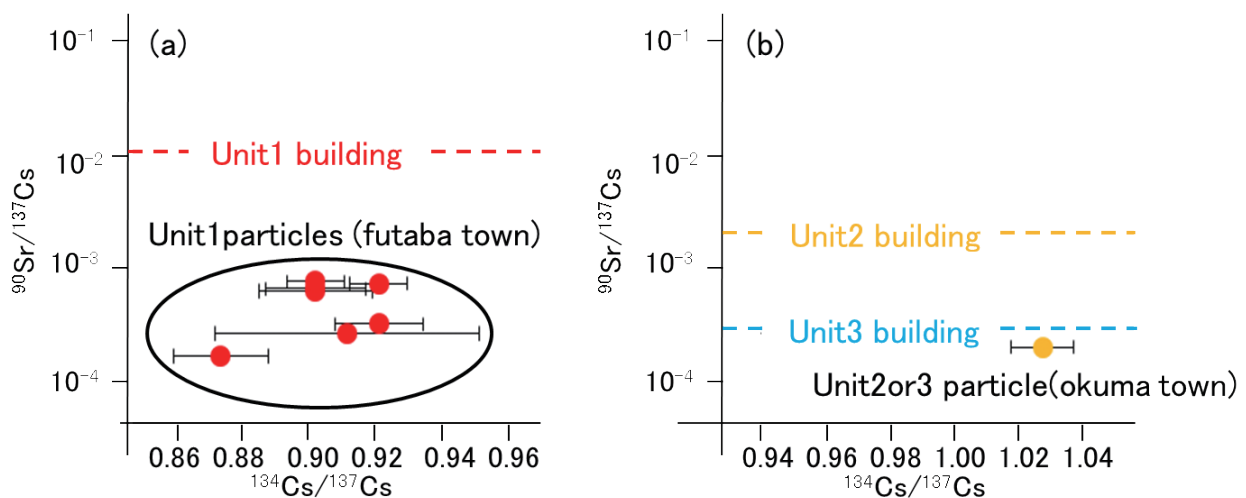 (a)
10⁻¹
10⁻²
10⁻³
10⁻⁴
⁹⁰Sr/¹³⁷Cs
Unit1 building
Unit1particles (futaba town)
0.86 0.88 0.90 0.92 0.94 0.96
¹³⁴Cs/¹³⁷Cs
(b)
10⁻¹
10⁻²
10⁻³
10⁻⁴
⁹⁰Sr/¹³⁷Cs
Unit2 building
Unit3 building
Unit2or3 particle(okuma town)
0.94 0.96 0.98 1.00 1.02 1.04
¹³⁴Cs/¹³⁷Cs